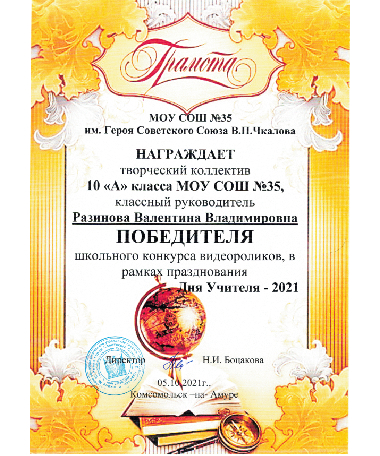 Грамота
МОУ СОШ №35
им. Героя Советского Союза В.П.Чкалова
НАГРАЖДАЕТ
творческий коллектив
10 «А» класса МОУ СОШ №35,
классный руководитель
Разинова Валентина Владимировна
ПОБЕДИТЕЛЯ
школьного конкурса видеороликов, в
рамках празднования
Дня Учителя - 2021
Директор Н.И. Боцакова
05.10.2021г..
Комсомольск –на- Амуре